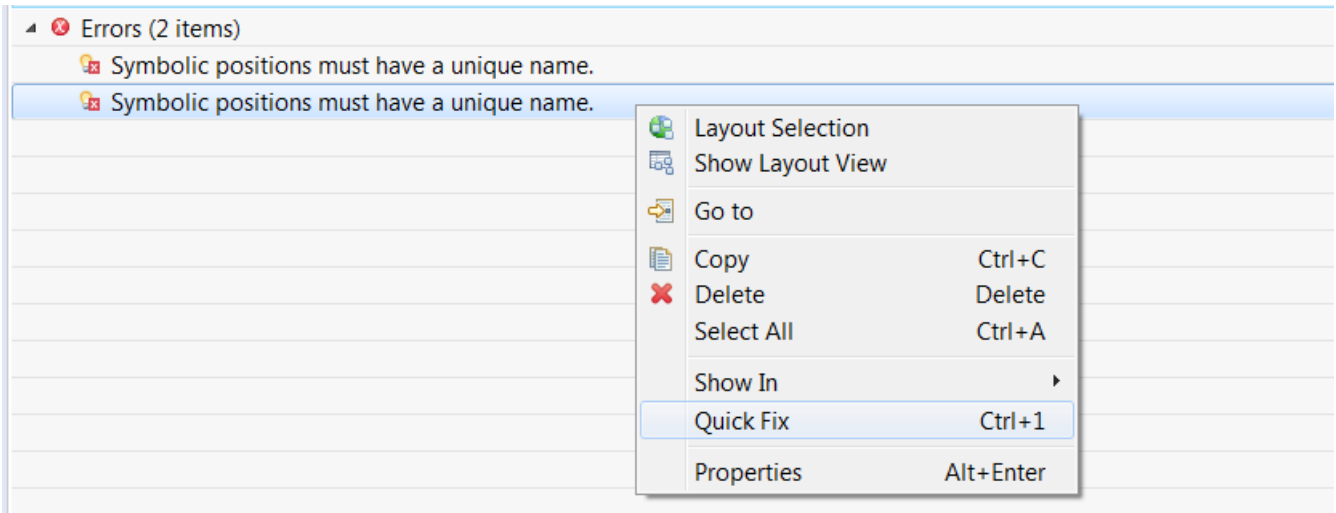 Errors (2 items)
Symbolic positions must have a unique name.
Symbolic positions must have a unique name.
Layout Selection
Show Layout View
Go to
Copy Ctrl+C
Delete Delete
Select All Ctrl+A
Show In
Quick Fix Ctrl+1
Properties Alt+Enter